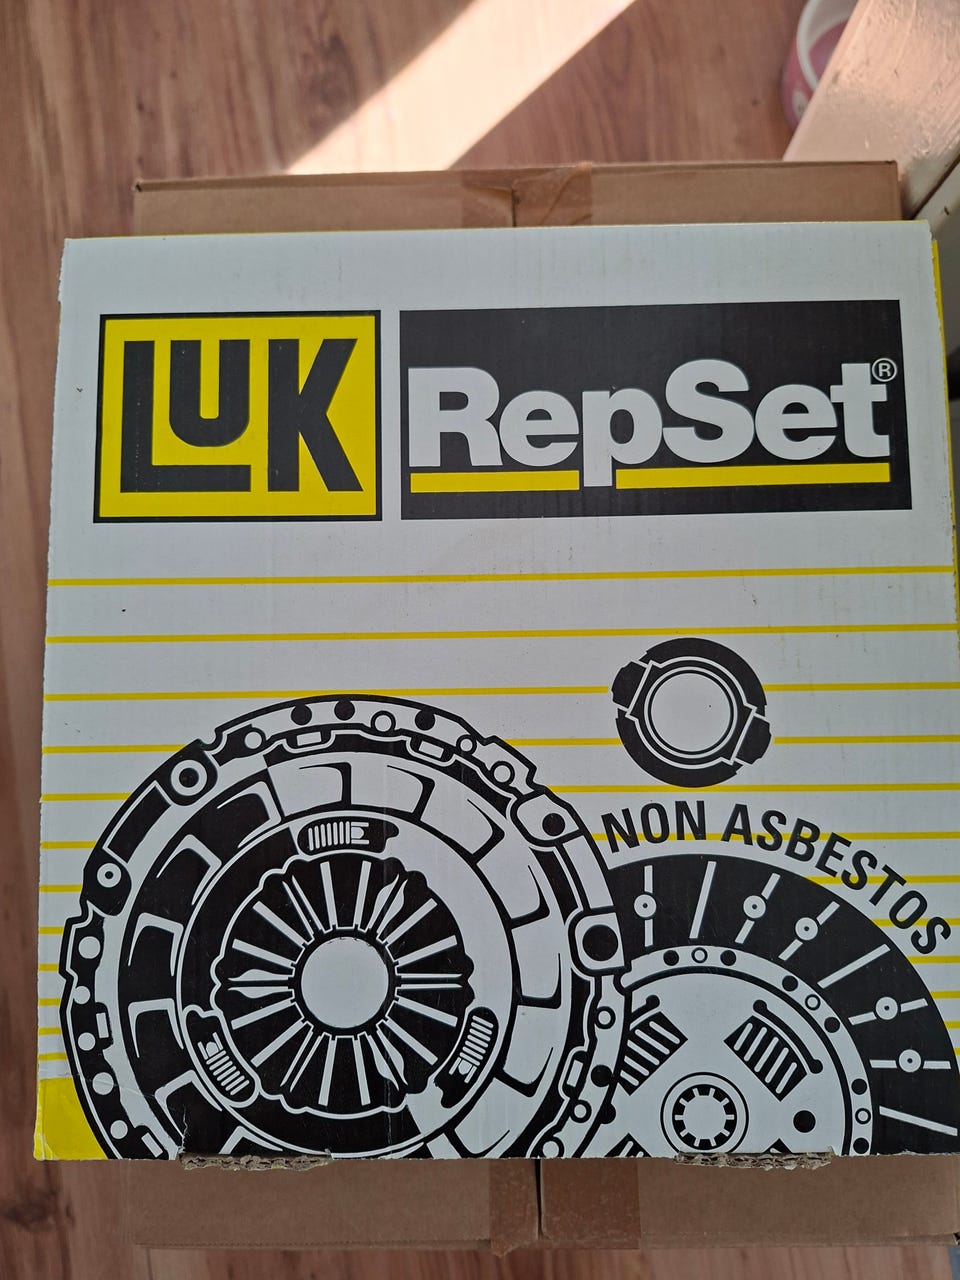 LUK
RepSet®
NON ASBESTOS